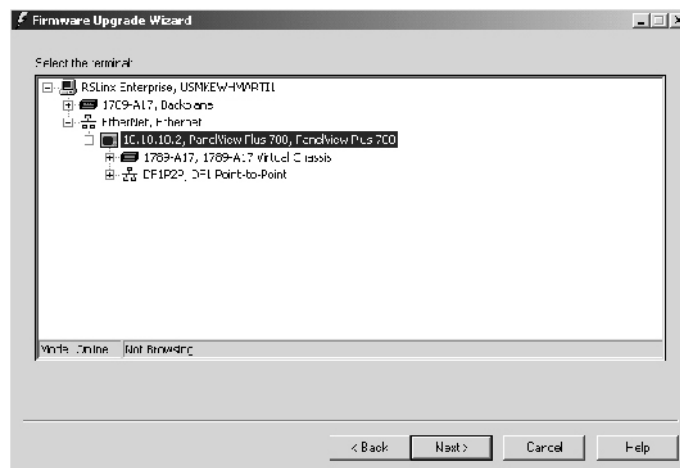 Firmware Upgrade Wizard
Select the terminal:
RSLinx Enterprise, USMKEWHMARTIL
1789-A17, Backplane
Ethernet, Ethernet
10.10.10.2, PanelView Plus 700, PanelView Plus 700
1789-A17, 1789-A17 Virtual Chassis
DF1P2P, DF1 Point-to-Point
Mode: Online Not Browsing
< Back Next > Cancel Help